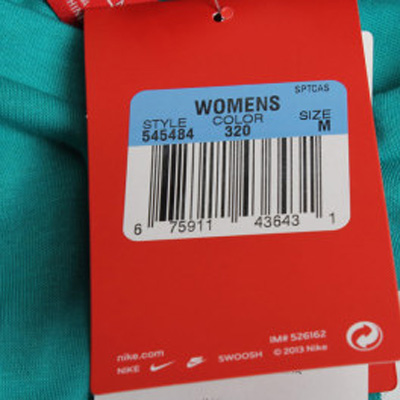 SPTCAS
WOMENS
STYLE COLOR SIZE
545484 320 M
6 75911 43643 1
IM# 526162
nike.com
NIKE SWOOSH © 2013 Nike